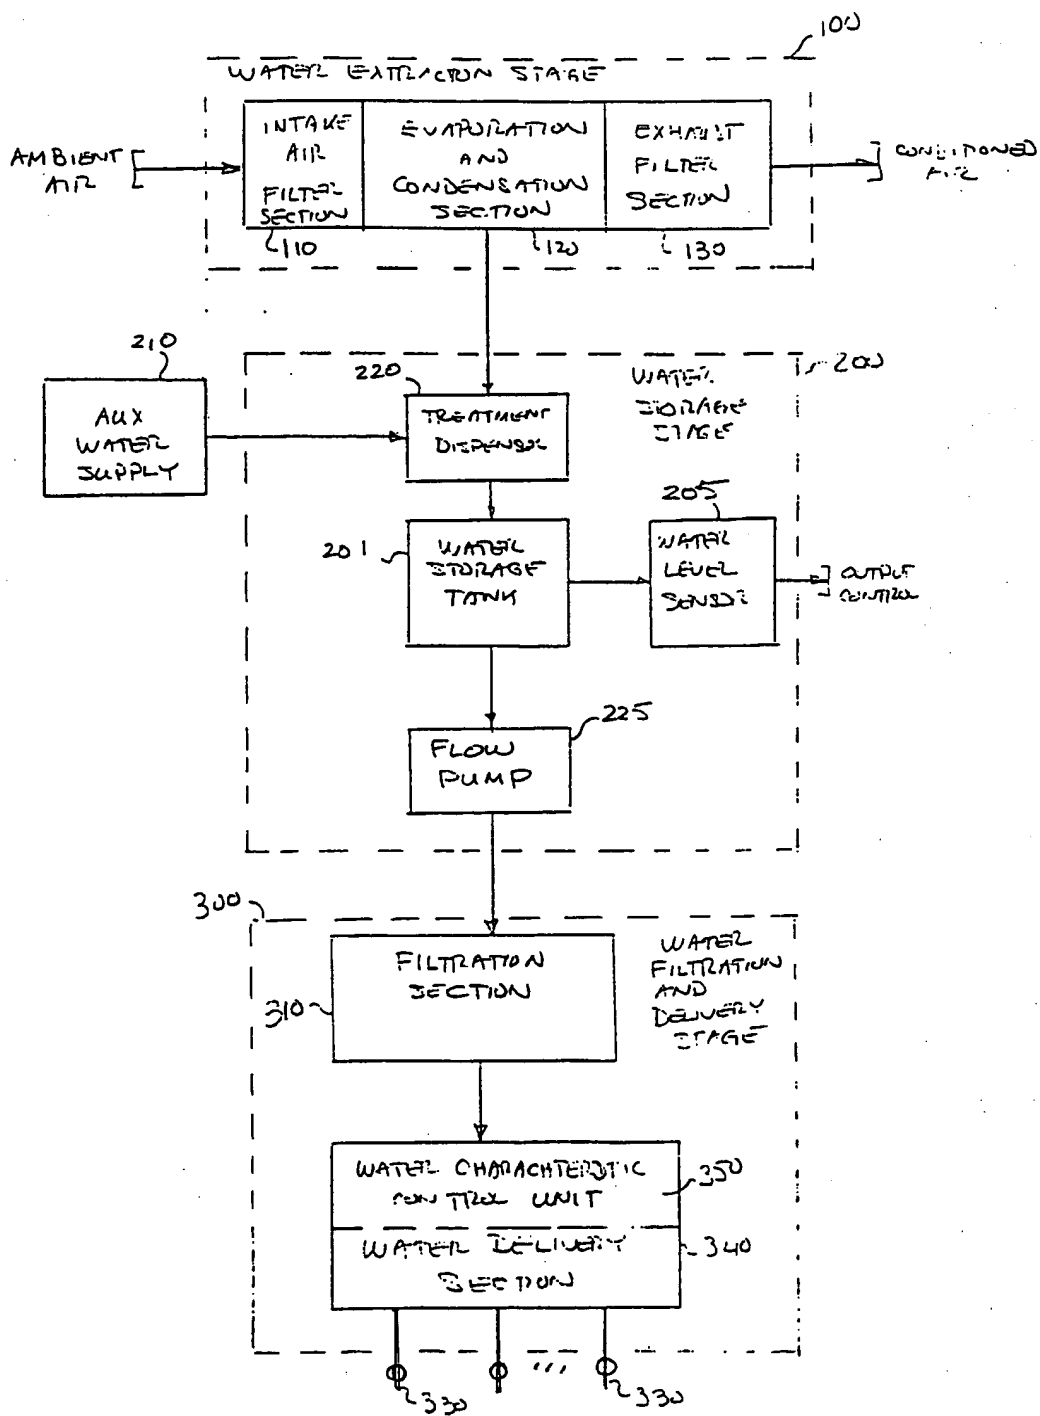 100
WATER EXTRACTION STAGE
AMBIENT
AIR
INTAKE
AIR
FILTER
SECTION
110
EVAPORATION
AND
CONDENSATION
SECTION
120
EXHAUST
FILTER
SECTION
130
CONDITIONED
AIR
210
AUX
WATER
SUPPLY
220
TREATMENT
DISPENSER
WATER
STORAGE
STAGE
200
201
WATER
STORAGE
TANK
205
WATER
LEVEL
SENSOR
OUTPUT
CONTROL
225
FLOW
PUMP
300
FILTRATION
SECTION
310
WATER
FILTRATION
AND
DELIVERY
STAGE
WATER CHARACHTERISTIC
CONTROL UNIT
350
WATER DELIVERY
SECTION
340
...
330
330